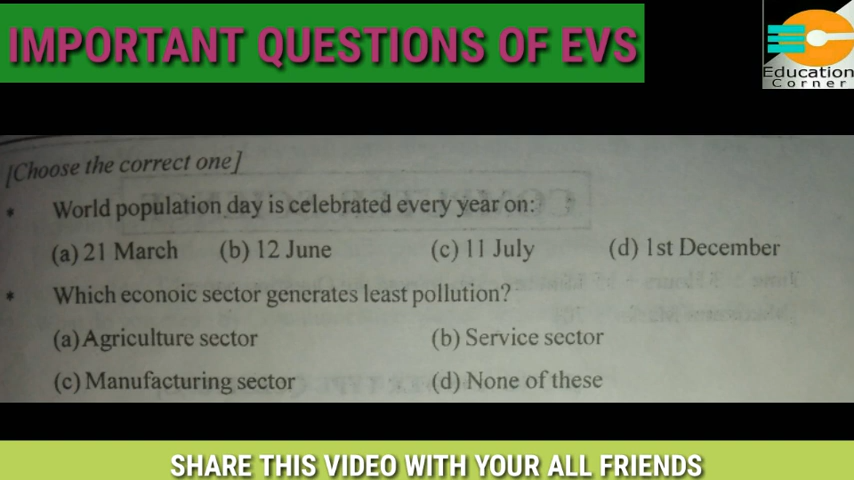 IMPORTANT QUESTIONS OF EVS
Education
Corner
[Choose the correct one]
* World population day is celebrated every year on:
(a) 21 March (b) 12 June (c) 11 July (d) 1st December
* Which econoic sector generates least pollution?
(a) Agriculture sector (b) Service sector
(c) Manufacturing sector (d) None of these
SHARE THIS VIDEO WITH YOUR ALL FRIENDS